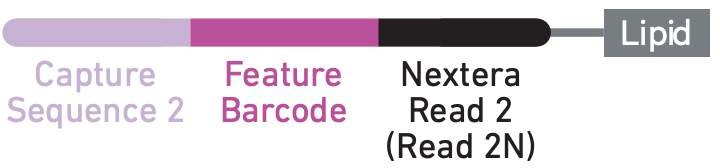 Lipid
Capture
Sequence 2
Feature
Barcode
Nextera
Read 2
(Read 2N)